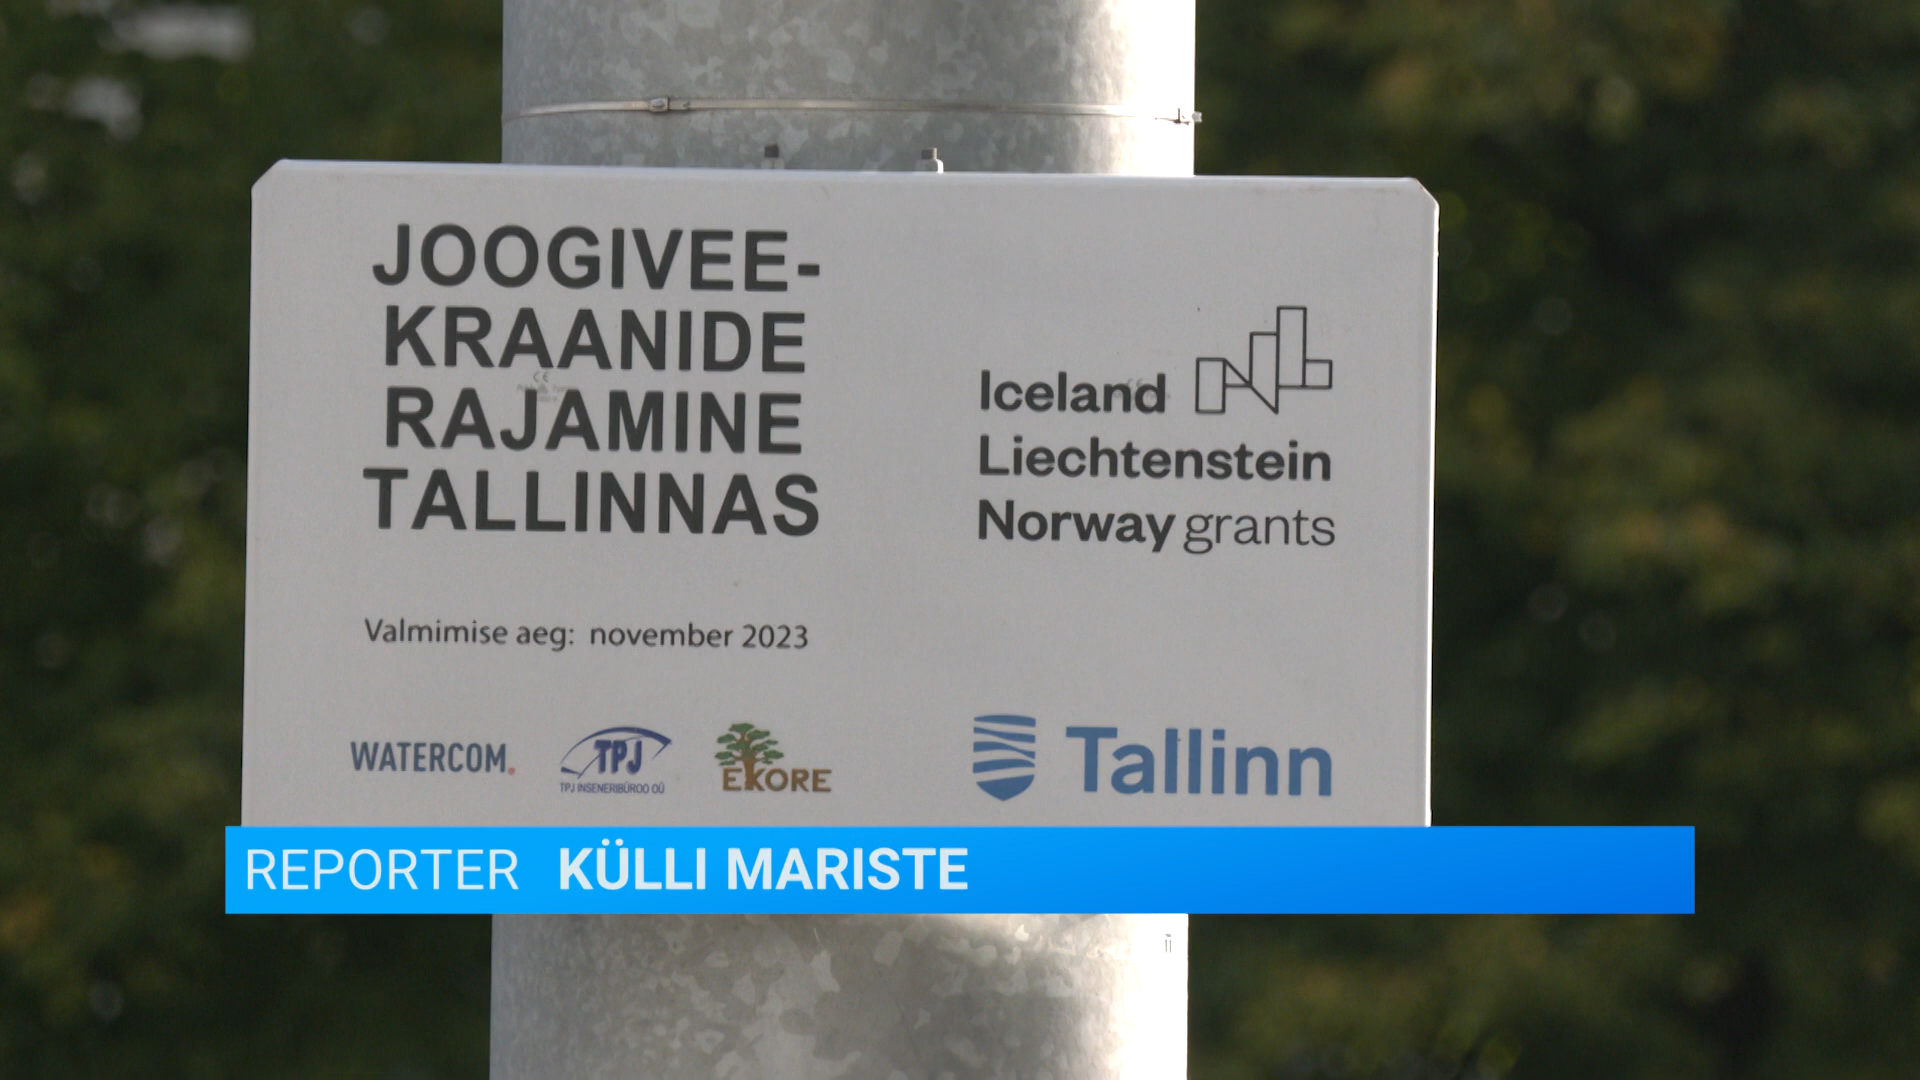 JOOGIVEE-
KRAANIDE
RAJAMINE
TALLINNAS
Iceland
Liechtenstein
Norway grants
Valmimise aeg: november 2023
WATERCOM.
TPJ
TPJ INSENERIBÜROO OÜ
EKORE
Tallinn
REPORTER KÜLLI MARISTE